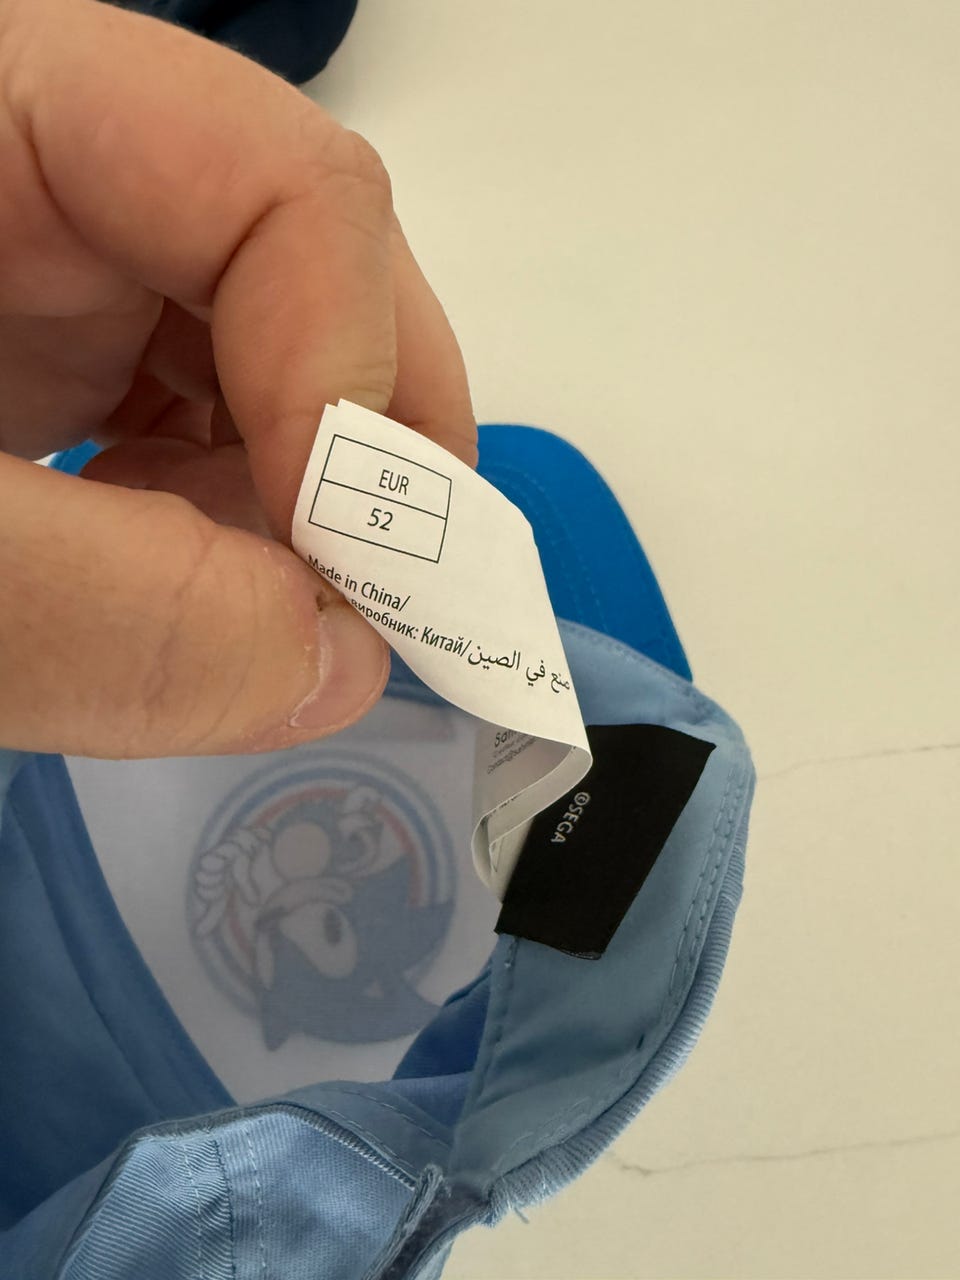 EUR
52
Made in China/
виробник: Китай/صنع في الصين
©SEGA